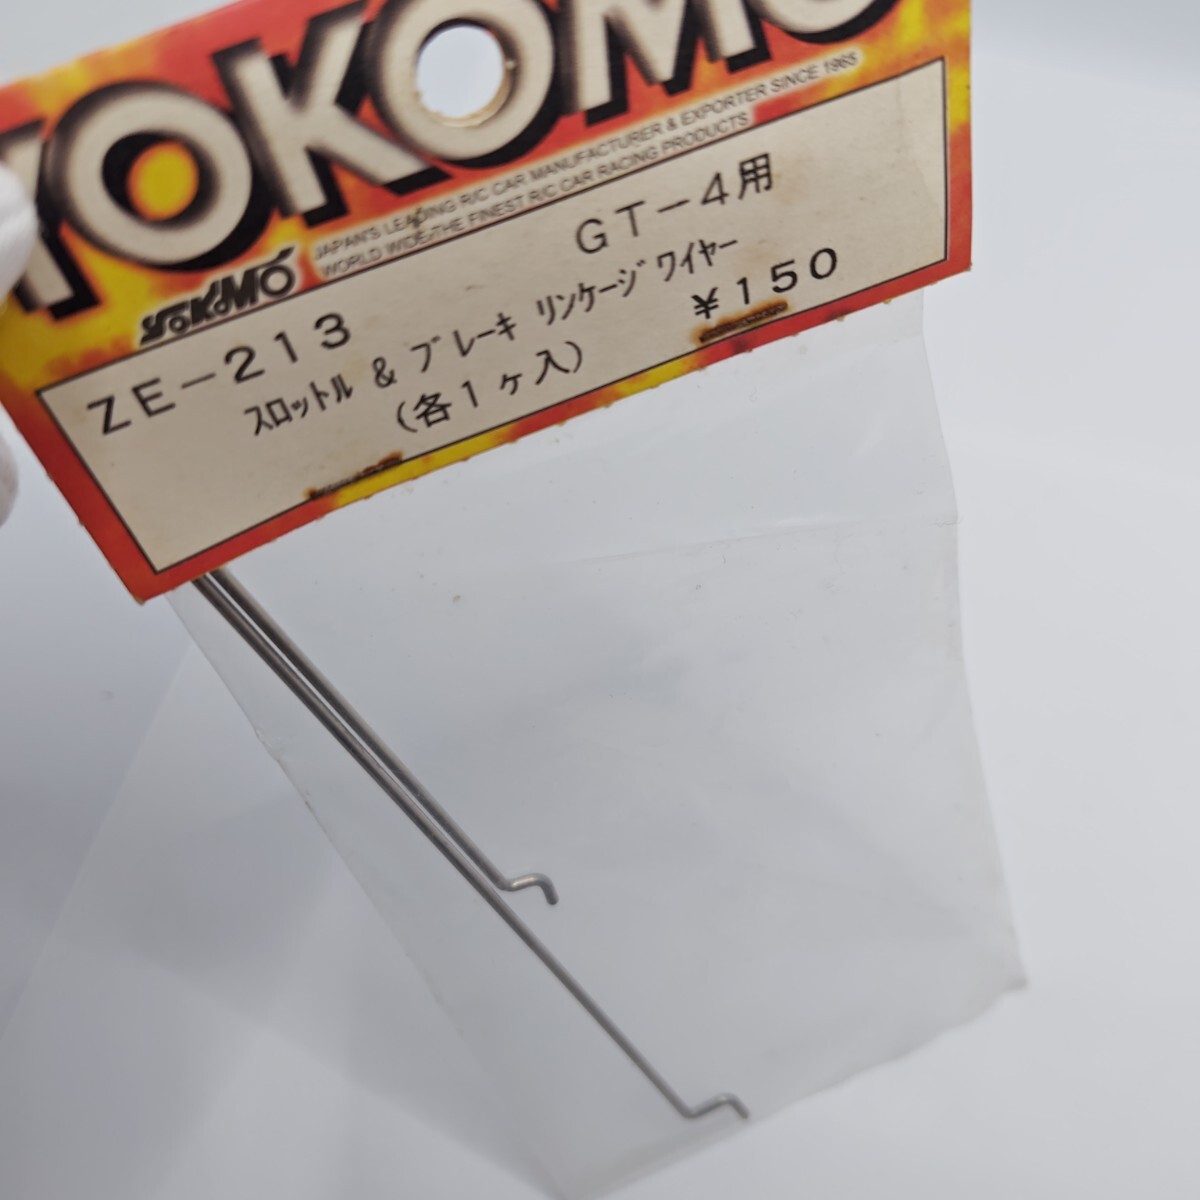 YOKOMO
YOKOMO
JAPAN'S LEADING R/C CAR MANUFACTURER & EXPORTER SINCE 1965
WORLD WIDE/THE FINEST R/C CAR RACING PRODUCTS
ZE-213 GT-4用
ｽﾛｯﾄﾙ & ﾌﾞﾚｰｷ ﾘﾝｹｰｼﾞﾜｲﾔｰ
(各1ヶ入) ¥150